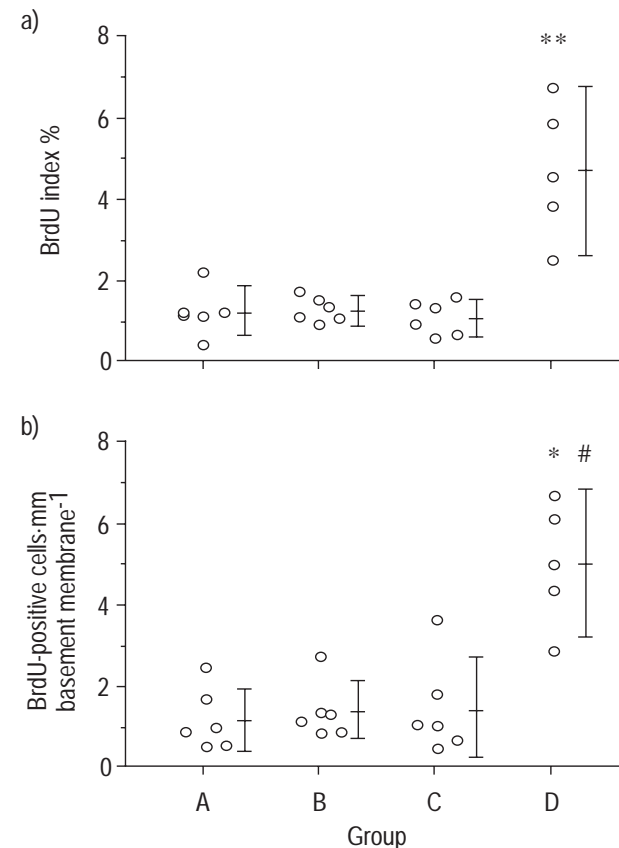 a)
8
**
6
BrdU index %
4
2
0
b)
8
* #
6
BrdU-positive cells·mm
basement membrane-1
4
2
0
A B C D
Group